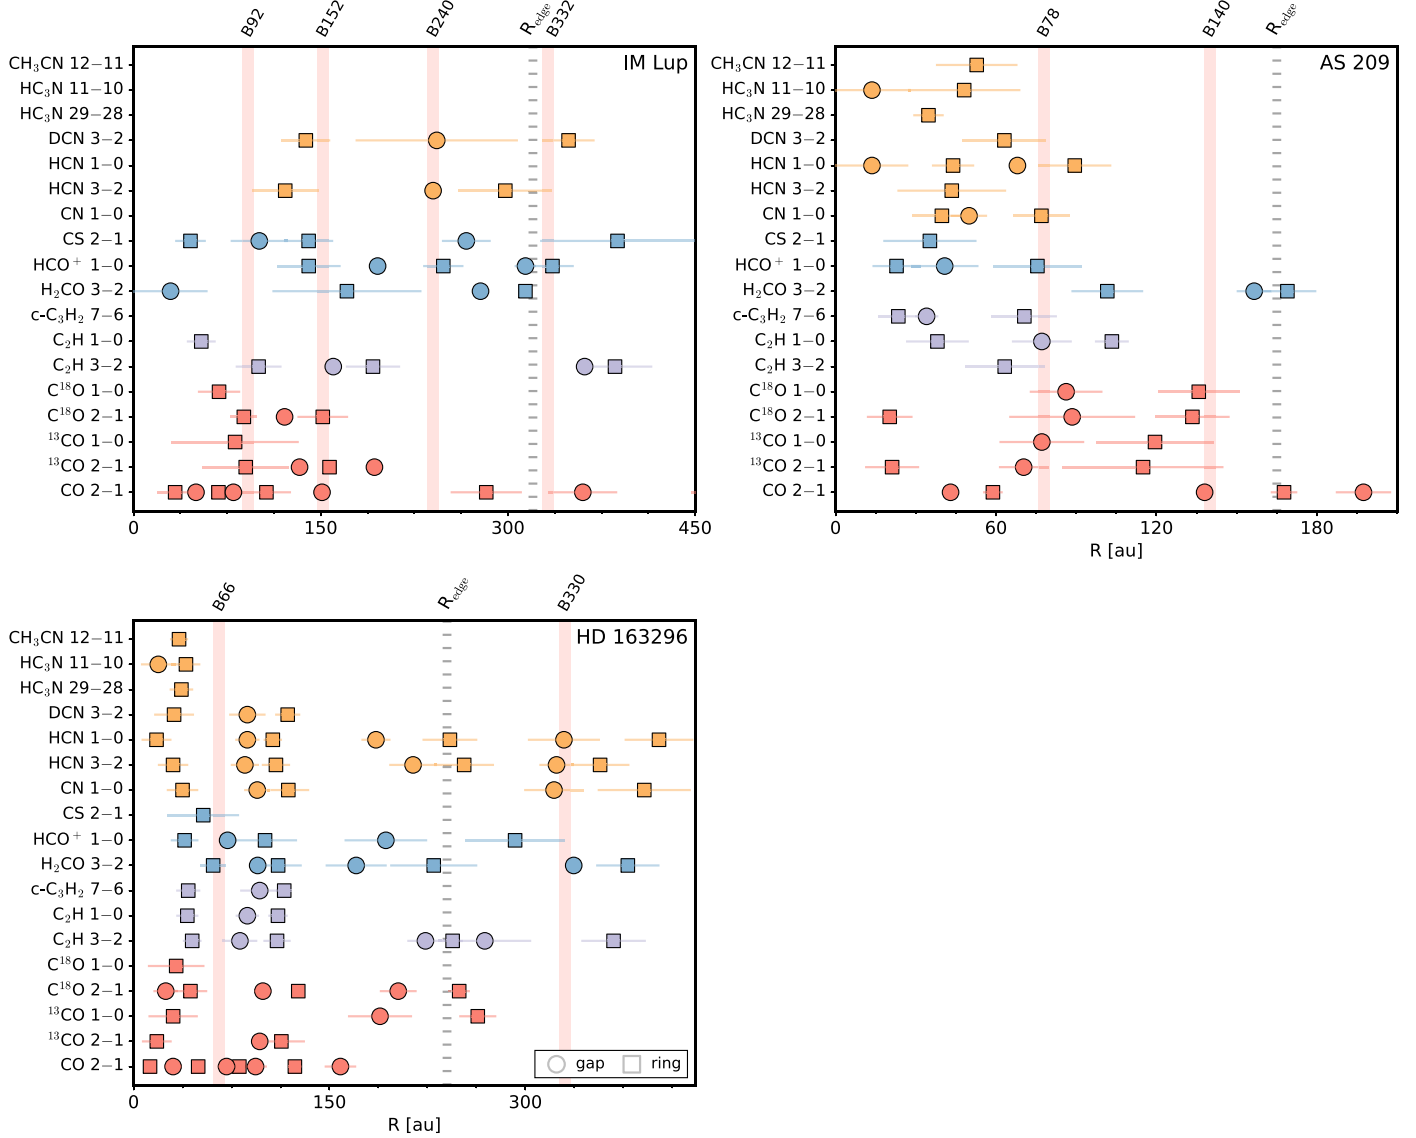 B92 B152 B240 R_edge B332
IM Lup
CH₃CN 12−11
HC₃N 11−10
HC₃N 29−28
DCN 3−2
HCN 1−0
HCN 3−2
CN 1−0
CS 2−1
HCO⁺ 1−0
H₂CO 3−2
c-C₃H₂ 7−6
C₂H 1−0
C₂H 3−2
C¹⁸O 1−0
C¹⁸O 2−1
¹³CO 1−0
¹³CO 2−1
CO 2−1
0 150 300 450
B78 B140 R_edge
AS 209
CH₃CN 12−11
HC₃N 11−10
HC₃N 29−28
DCN 3−2
HCN 1−0
HCN 3−2
CN 1−0
CS 2−1
HCO⁺ 1−0
H₂CO 3−2
c-C₃H₂ 7−6
C₂H 1−0
C₂H 3−2
C¹⁸O 1−0
C¹⁸O 2−1
¹³CO 1−0
¹³CO 2−1
CO 2−1
0 60 120 180
R [au]
B66 R_edge B330
HD 163296
CH₃CN 12−11
HC₃N 11−10
HC₃N 29−28
DCN 3−2
HCN 1−0
HCN 3−2
CN 1−0
CS 2−1
HCO⁺ 1−0
H₂CO 3−2
c-C₃H₂ 7−6
C₂H 1−0
C₂H 3−2
C¹⁸O 1−0
C¹⁸O 2−1
¹³CO 1−0
¹³CO 2−1
CO 2−1
gap ring
0 150 300
R [au]